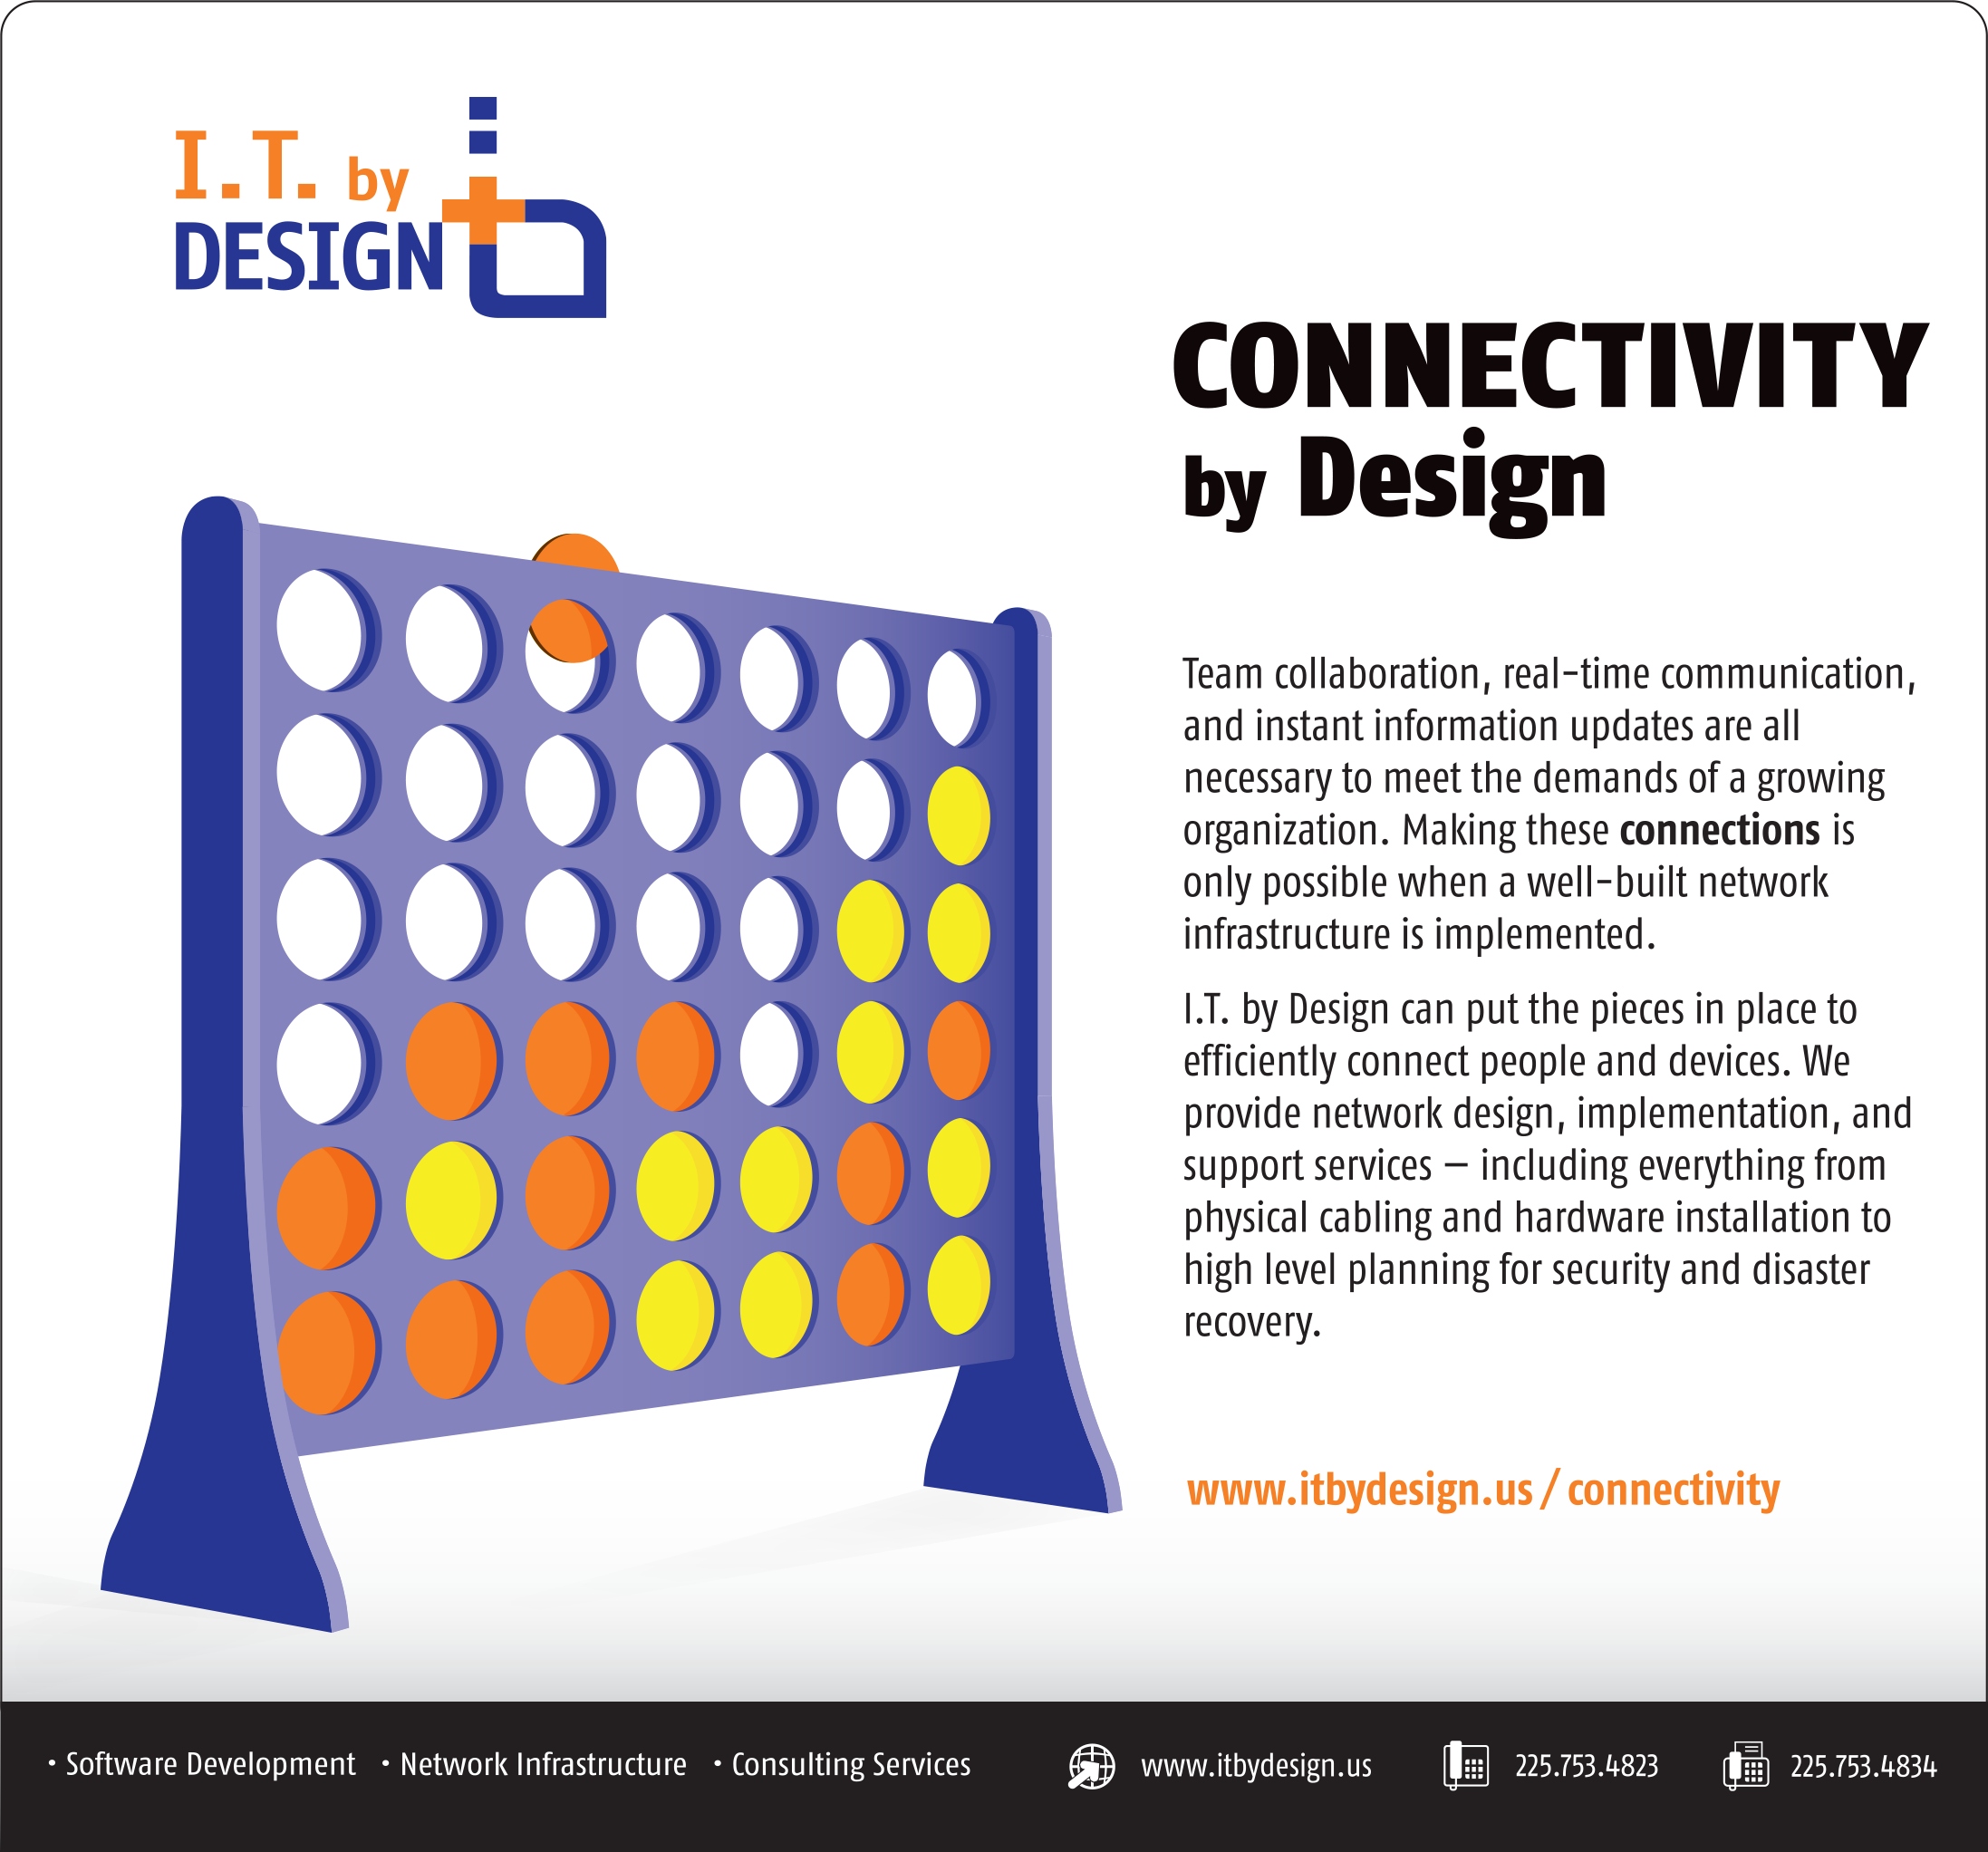 I.T. by
DESIGN
CONNECTIVITY
by Design
Team collaboration, real-time communication,
and instant information updates are all
necessary to meet the demands of a growing
organization. Making these connections is
only possible when a well-built network
infrastructure is implemented.
I.T. by Design can put the pieces in place to
efficiently connect people and devices. We
provide network design, implementation, and
support services — including everything from
physical cabling and hardware installation to
high level planning for security and disaster
recovery.
www.itbydesign.us/connectivity
· Software Development · Network Infrastructure · Consulting Services www.itbydesign.us 225.753.4823 225.753.4834